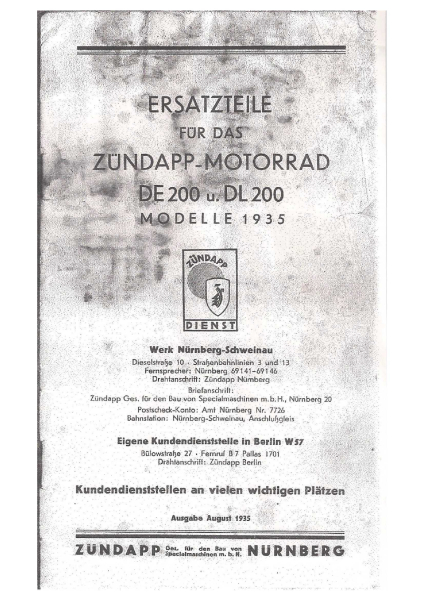 ERSATZTEILE
FÜR DAS
ZÜNDAPP-MOTORRAD
DE 200 u. DL 200
MODELLE 1935
ZÜNDAPP
DIENST
Werk Nürnberg-Schweinau
Dieselstraße 10 · Straßenbahnlinien 3 und 13
Fernsprecher: Nürnberg 69141–69146
Drahtanschrift: Zündapp Nürnberg
Briefanschrift:
Zündapp Ges. für den Bau von Specialmaschinen m. b. H., Nürnberg 20
Postscheck-Konto: Amt Nürnberg Nr. 7726
Bahnstation: Nürnberg-Schweinau, Anschlußgleis
Eigene Kundendienststelle in Berlin W57
Bülowstraße 27 · Fernruf B 7 Pallas 1701
Drahtanschrift: Zündapp Berlin
Kundendienststellen an vielen wichtigen Plätzen
Ausgabe August 1935
ZÜNDAPP Ges. für den Bau von Specialmaschinen m. b. H. NÜRNBERG